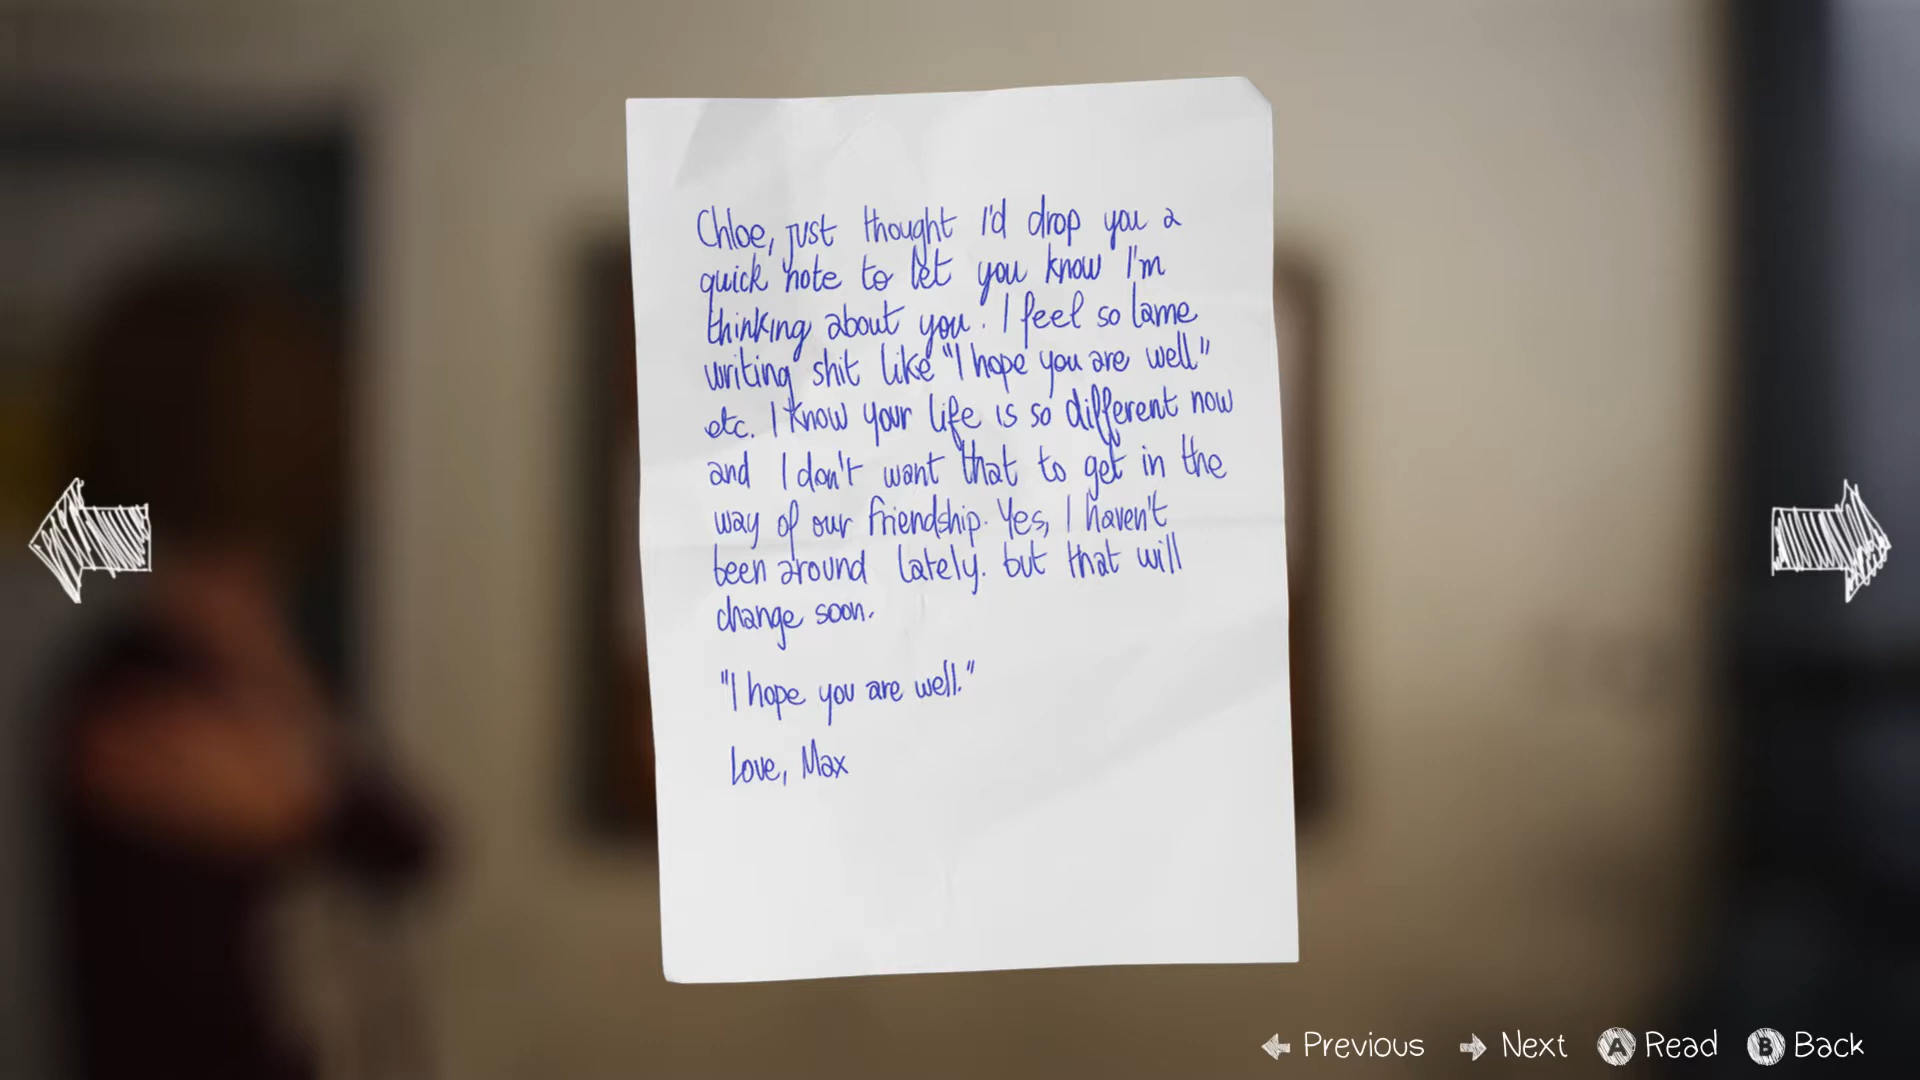 Chloe, just thought I'd drop you a
quick note to let you know I'm
thinking about you. I feel so lame
writing shit like "I hope you are well"
etc. I know your life is so different now
and I don't want that to get in the
way of our friendship. Yes, I haven't
been around lately. but that will
change soon.
"I hope you are well."
Love, Max
Previous Next A Read B Back